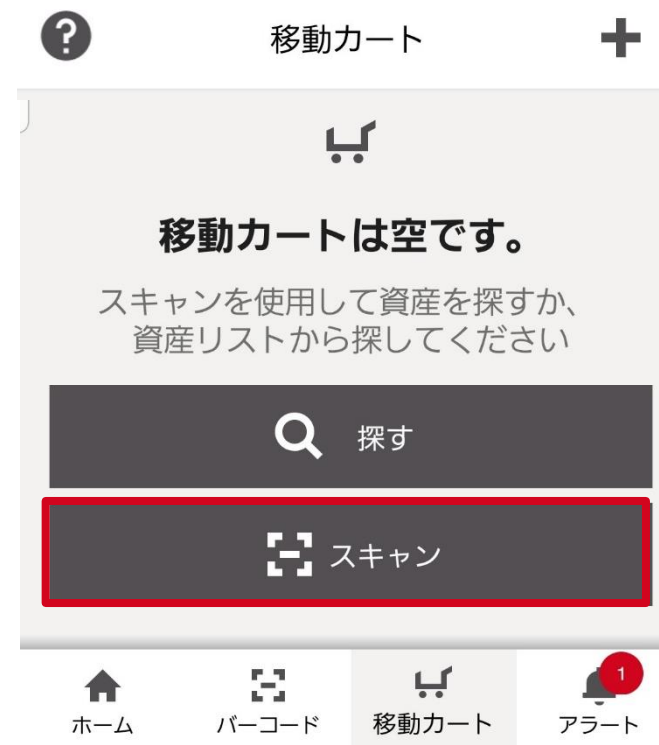 移動カート
移動カートは空です。
スキャンを使用して資産を探すか、
資産リストから探してください
探す
スキャン
1
ホーム
バーコード
移動カート
アラート